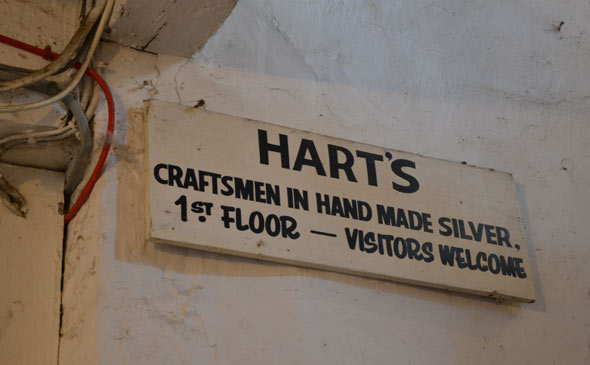 HART'S
CRAFTSMEN IN HAND MADE SILVER,
1ST FLOOR — VISITORS WELCOME